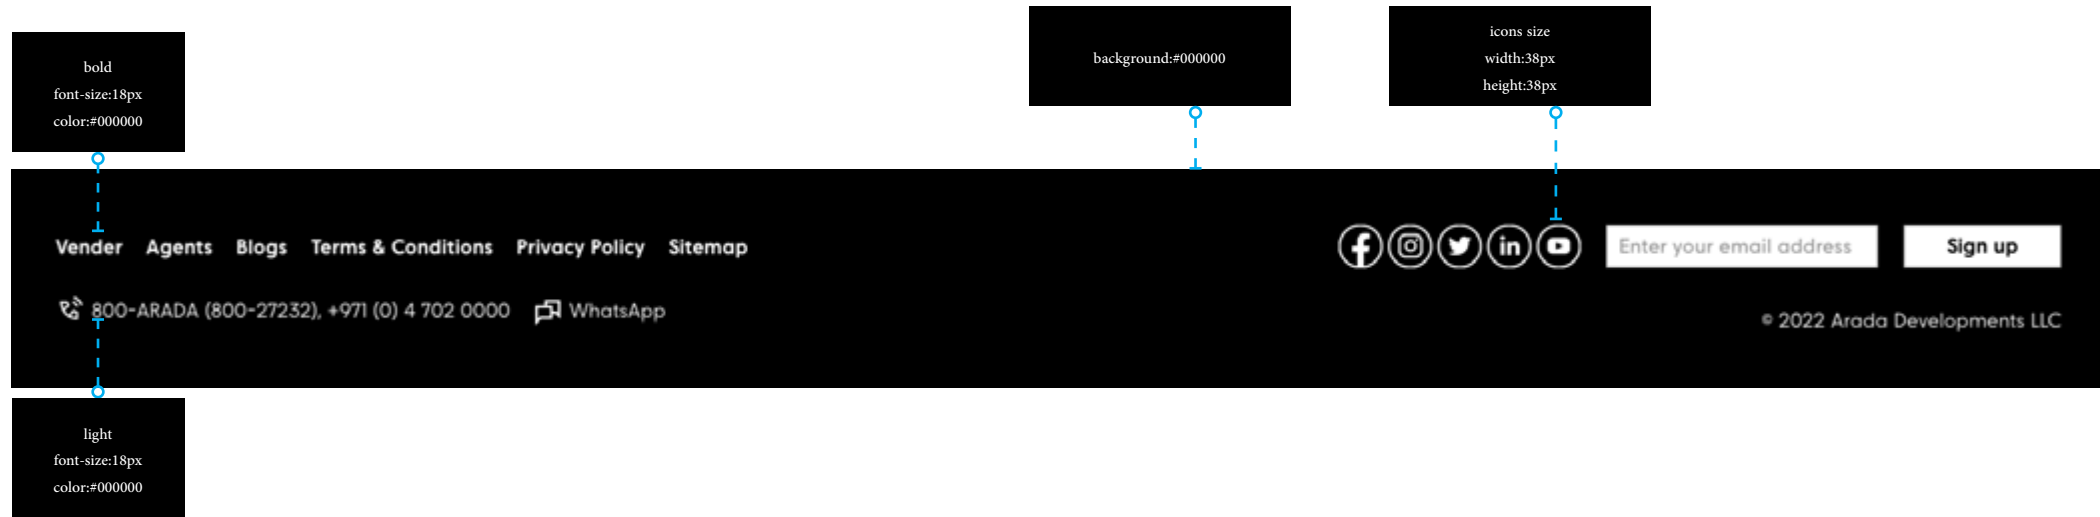 bold
font-size:18px
color:#000000
background:#000000
icons size
width:38px
height:38px
Vender Agents Blogs Terms & Conditions Privacy Policy Sitemap
Enter your email address Sign up
800-ARADA (800-27232), +971 (0) 4 702 0000 WhatsApp
© 2022 Arada Developments LLC
light
font-size:18px
color:#000000